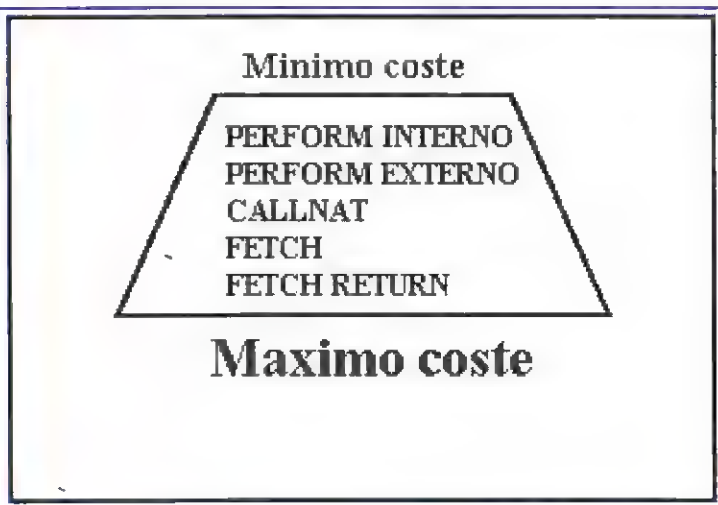 Minimo coste
PERFORM INTERNO
PERFORM EXTERNO
CALLNAT
FETCH
FETCH RETURN
Maximo coste